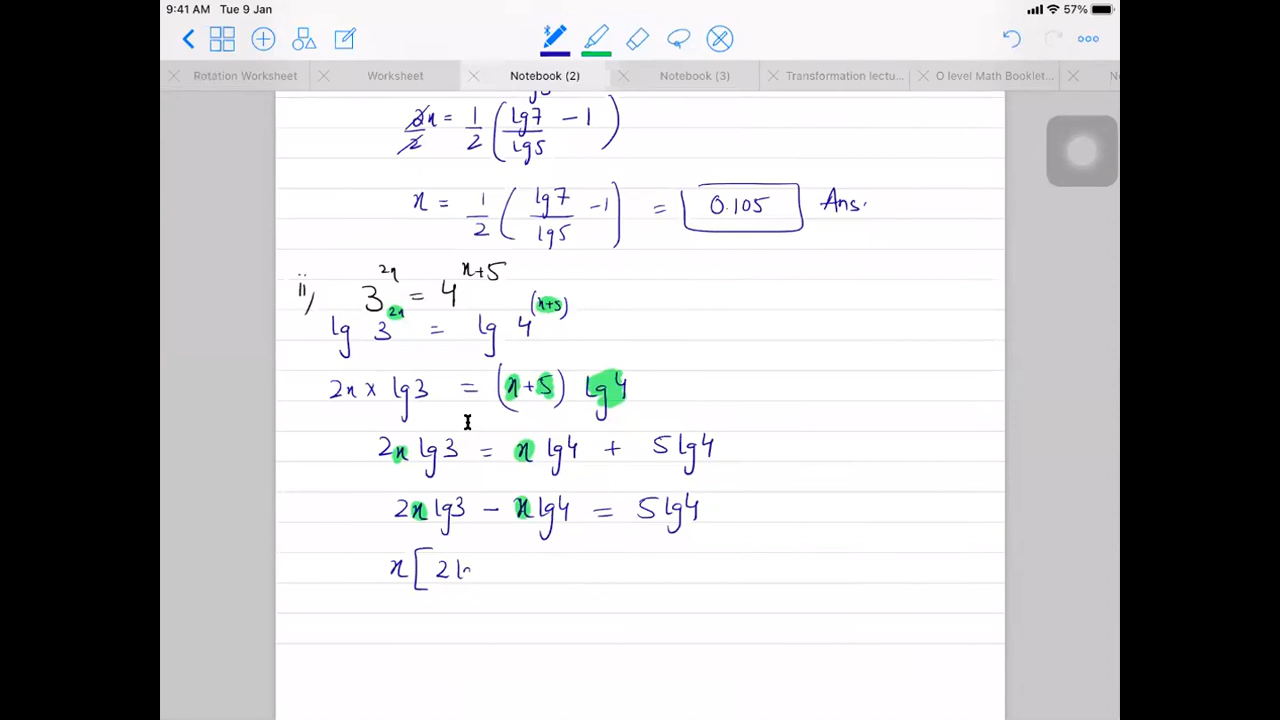 9:41 AM Tue 9 Jan 57%
Rotation Worksheet Worksheet Notebook (2) Notebook (3) Transformation lectu... O level Math Booklet...
2x = 1/2 (lg7/lg5 - 1)
x = 1/2 (lg7/lg5 - 1) = 0.105 Ans.
ii) 3^2x = 4^x+5
lg 3^2x = lg 4^(x+5)
2x × lg3 = (x+5) lg4
2x lg3 = x lg4 + 5 lg4
2x lg3 - x lg4 = 5 lg4
x[2 l